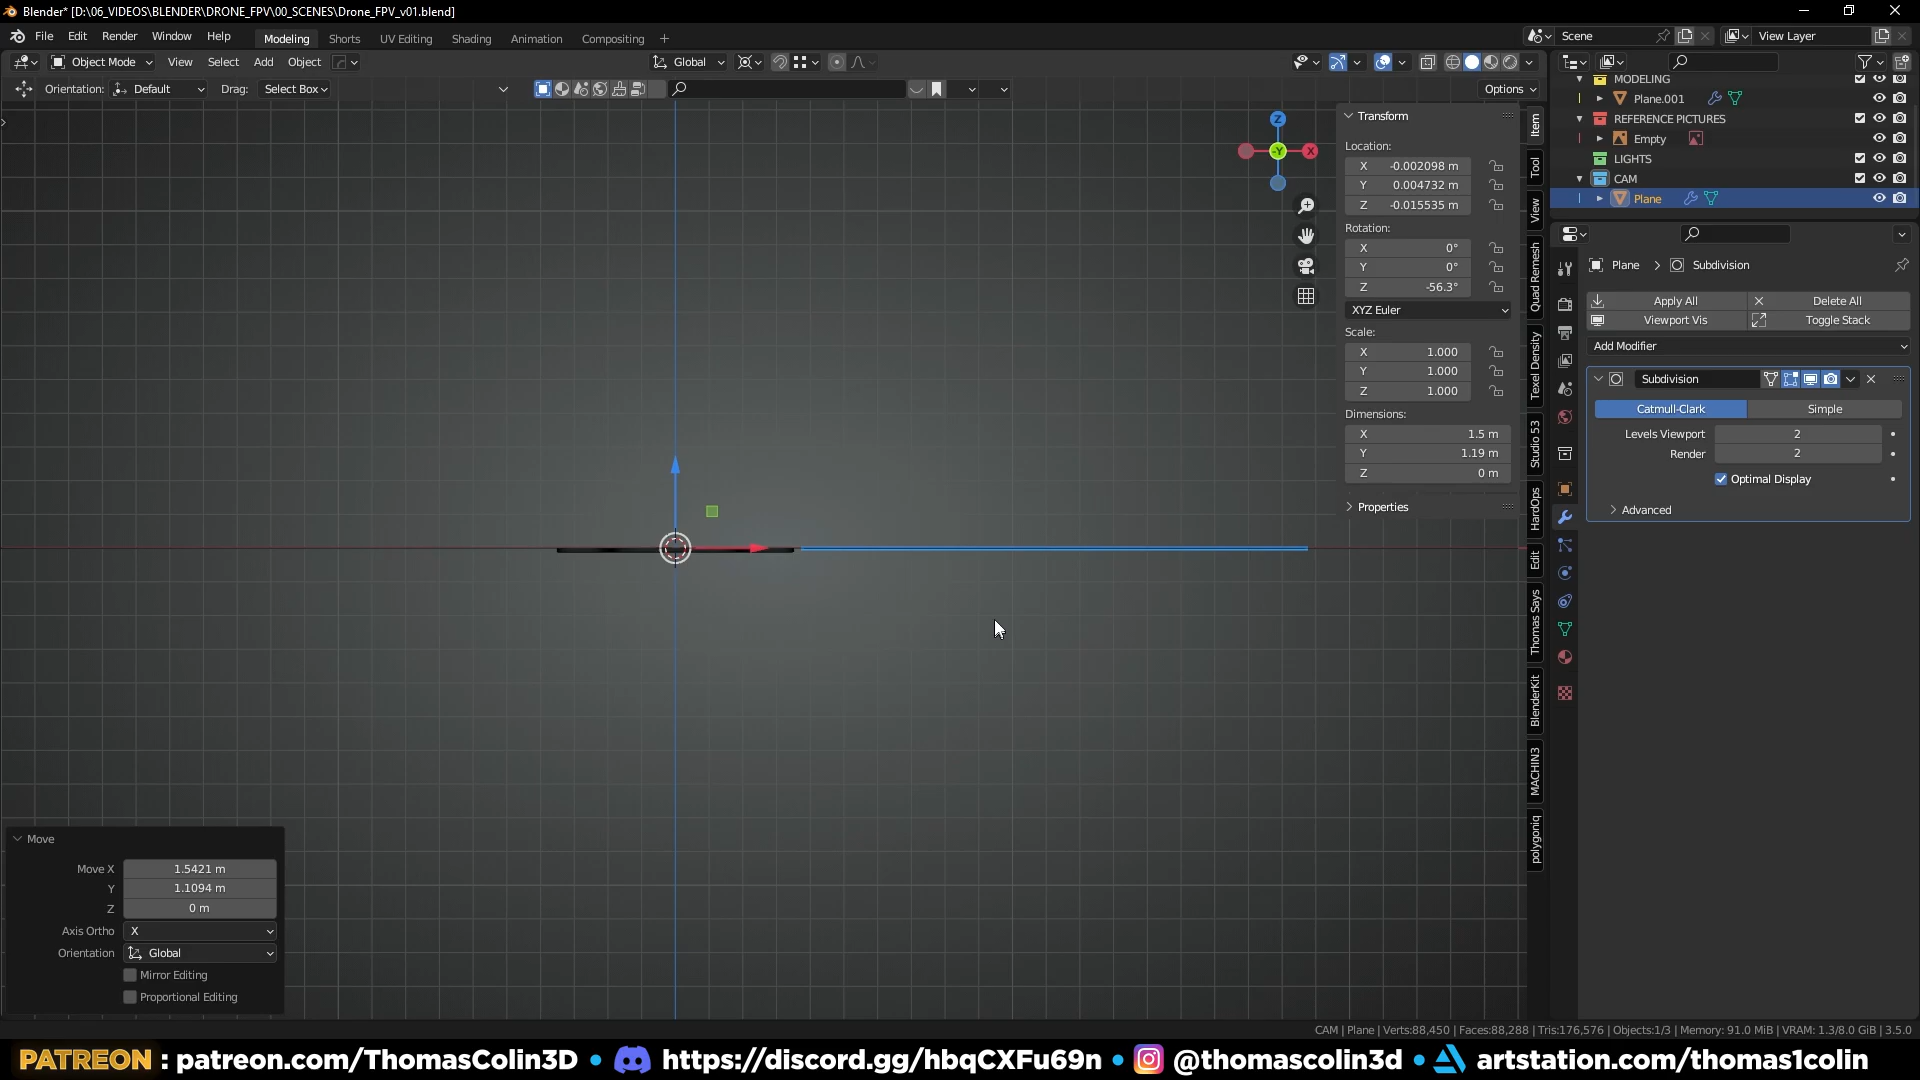 Blender* [D:\06_VIDEOS\BLENDER\DRONE_FPV\00_SCENES\Drone_FPV_v01.blend]
File Edit Render Window Help Modeling Shorts UV Editing Shading Animation Compositing + Scene View Layer
Object Mode View Select Add Object Global
Orientation: Default Drag: Select Box Options
MODELING
Plane.001
REFERENCE PICTURES
Empty
LIGHTS
CAM
Plane
Z
-Y
X
Transform
Location:
X -0.002098 m
Y 0.004732 m
Z -0.015535 m
Rotation:
X 0°
Y 0°
Z -56.3°
XYZ Euler
Scale:
X 1.000
Y 1.000
Z 1.000
Dimensions:
X 1.5 m
Y 1.19 m
Z 0 m
Properties
Item
Tool
View
Quad Remesh
Texel Density
Studio 53
HardOps
Edit
Thomas Says
BlenderKit
MACHIN3
polygoniq
Plane > Subdivision
Apply All Delete All
Viewport Vis Toggle Stack
Add Modifier
Subdivision
Catmull-Clark Simple
Levels Viewport 2
Render 2
Optimal Display
Advanced
Move
Move X 1.5421 m
Y 1.1094 m
Z 0 m
Axis Ortho X
Orientation Global
Mirror Editing
Proportional Editing
CAM | Plane | Verts:88,450 | Faces:88,288 | Tris:176,576 | Objects:1/3 | Memory: 91.0 MiB | VRAM: 1.3/8.0 GiB | 3.5.0
PATREON : patreon.com/ThomasColin3D • https://discord.gg/hbqCXFu69n • @thomascolin3d • artstation.com/thomas1colin